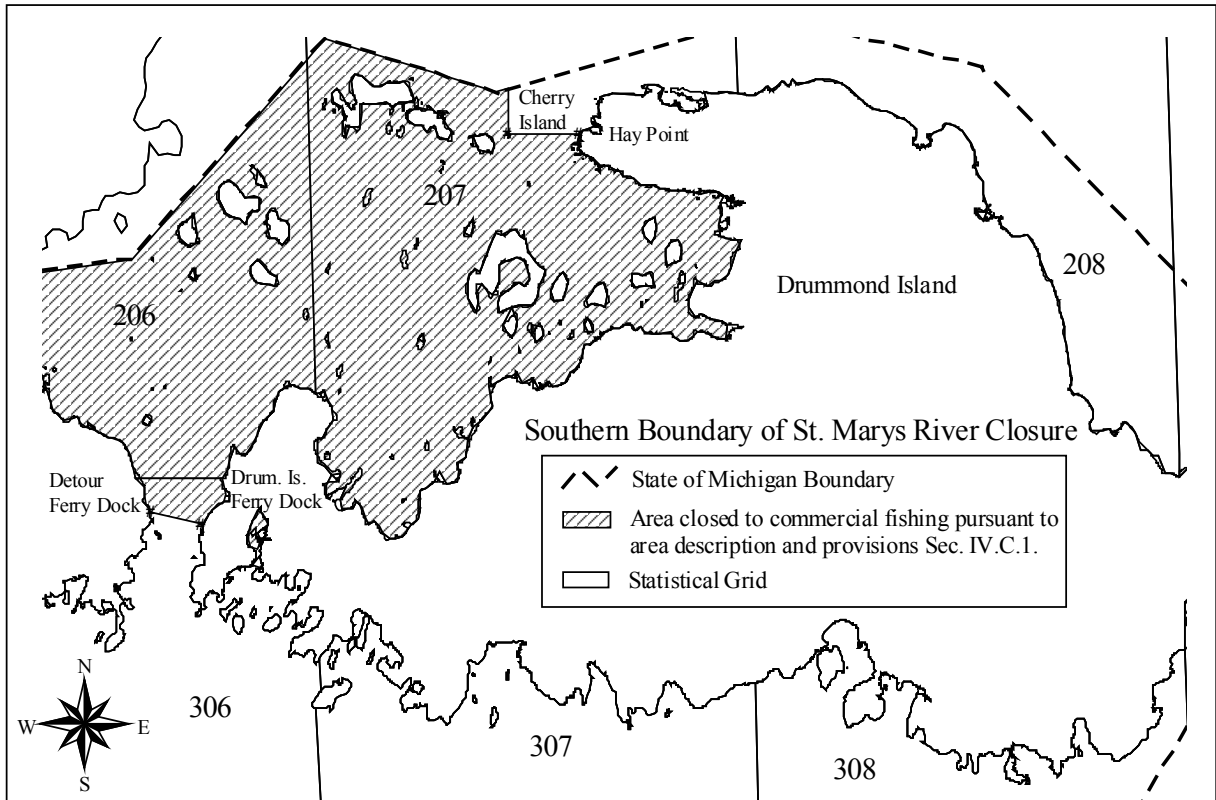 Cherry
Island
Hay Point
207
208
Drummond Island
206
Southern Boundary of St. Marys River Closure
State of Michigan Boundary
Area closed to commercial fishing pursuant to
area description and provisions Sec. IV.C.1.
Statistical Grid
Detour
Ferry Dock
Drum. Is.
Ferry Dock
N
W
E
S
306
307
308